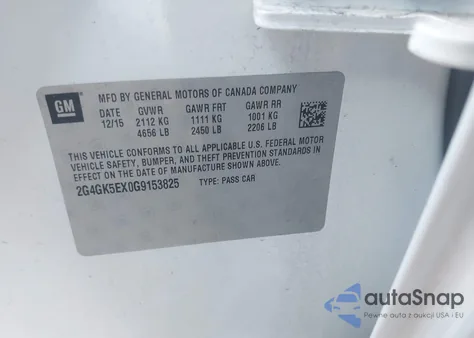 GM
MFD BY GENERAL MOTORS OF CANADA COMPANY
DATE GVWR GAWR FRT GAWR RR
12/15 2112 KG 1111 KG 1001 KG
4656 LB 2450 LB 2206 LB
THIS VEHICLE CONFORMS TO ALL APPLICABLE U.S. FEDERAL MOTOR
VEHICLE SAFETY, BUMPER, AND THEFT PREVENTION STANDARDS IN
EFFECT ON THE DATE OF MANUFACTURE SHOWN ABOVE.
2G4GK5EX0G9153825 TYPE: PASS CAR
autoSnap
Pewne auta z aukcji USA i EU